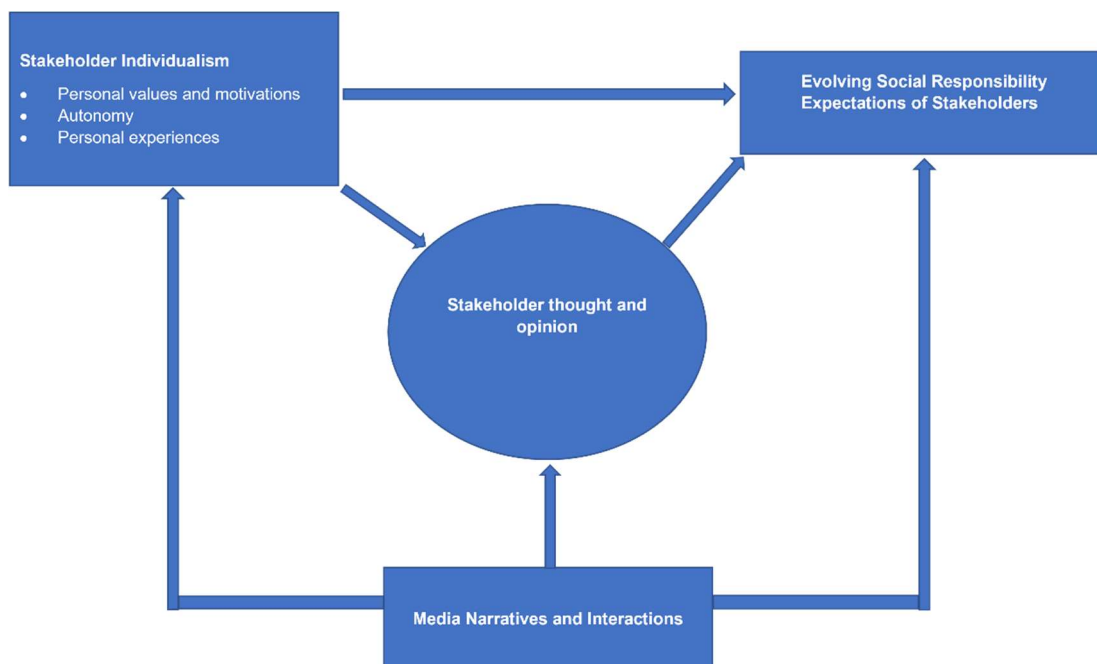 Stakeholder Individualism
• Personal values and motivations
• Autonomy
• Personal experiences
Evolving Social Responsibility
Expectations of Stakeholders
Stakeholder thought and
opinion
Media Narratives and Interactions